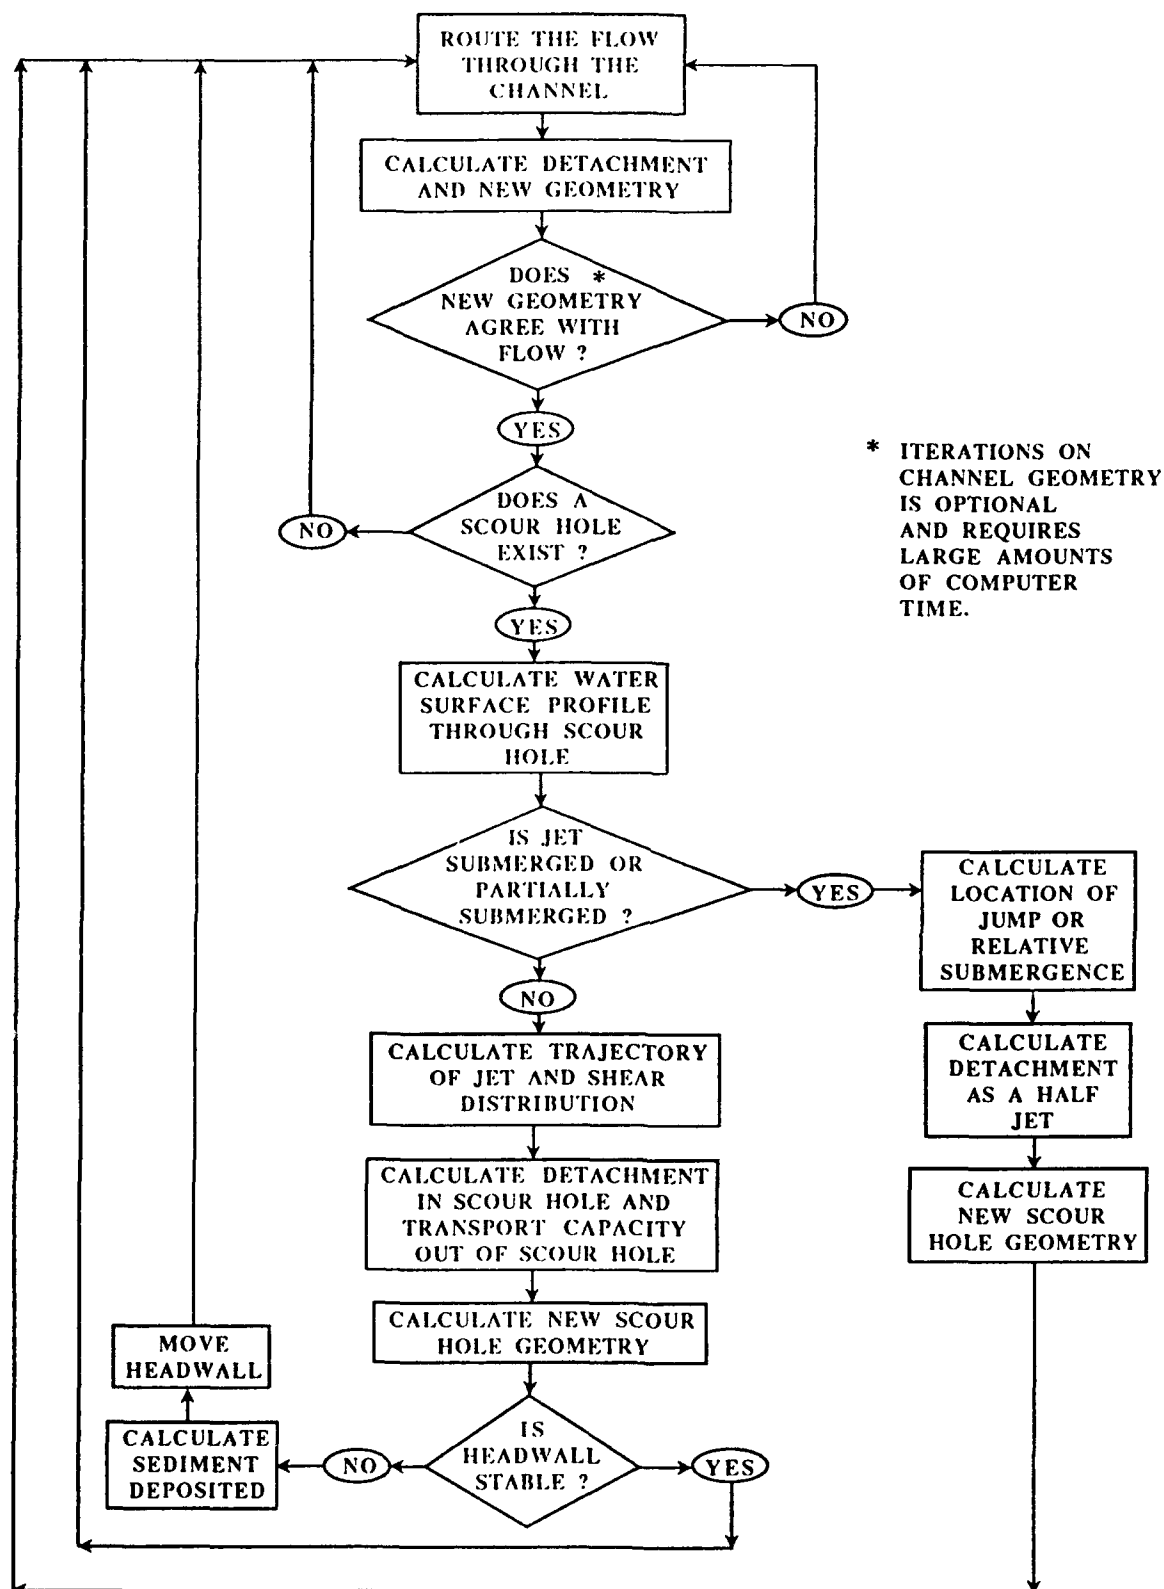 ROUTE THE FLOW
THROUGH THE
CHANNEL
CALCULATE DETACHMENT
AND NEW GEOMETRY
DOES *
NEW GEOMETRY
AGREE WITH
FLOW ?
NO
YES
* ITERATIONS ON
CHANNEL GEOMETRY
IS OPTIONAL
AND REQUIRES
LARGE AMOUNTS
OF COMPUTER
TIME.
DOES A
SCOUR HOLE
EXIST ?
NO
YES
CALCULATE WATER
SURFACE PROFILE
THROUGH SCOUR
HOLE
IS JET
SUBMERGED OR
PARTIALLY
SUBMERGED ?
YES
CALCULATE
LOCATION OF
JUMP OR
RELATIVE
SUBMERGENCE
NO
CALCULATE
DETACHMENT
AS A HALF
JET
CALCULATE TRAJECTORY
OF JET AND SHEAR
DISTRIBUTION
CALCULATE DETACHMENT
IN SCOUR HOLE AND
TRANSPORT CAPACITY
OUT OF SCOUR HOLE
CALCULATE
NEW SCOUR
HOLE GEOMETRY
CALCULATE NEW SCOUR
HOLE GEOMETRY
MOVE
HEADWALL
IS
HEADWALL
STABLE ?
NO
YES
CALCULATE
SEDIMENT
DEPOSITED